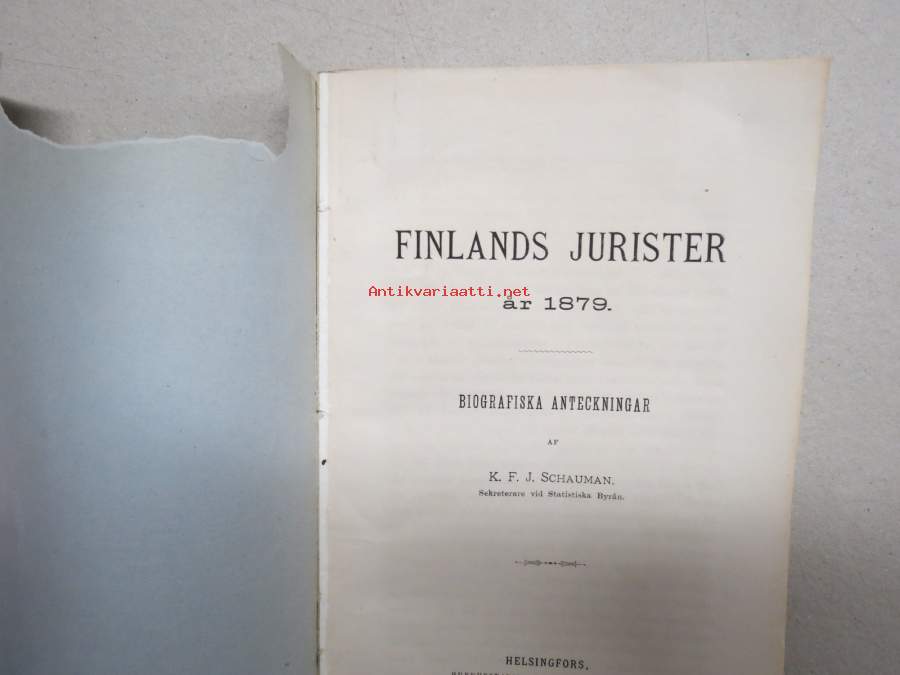 FINLANDS JURISTER
Antikvariaatti.net
år 1879.
BIOGRAFISKA ANTECKNINGAR
AF
K. F. J. SCHAUMAN,
Sekreterare vid Statistiska Byrån.
HELSINGFORS,